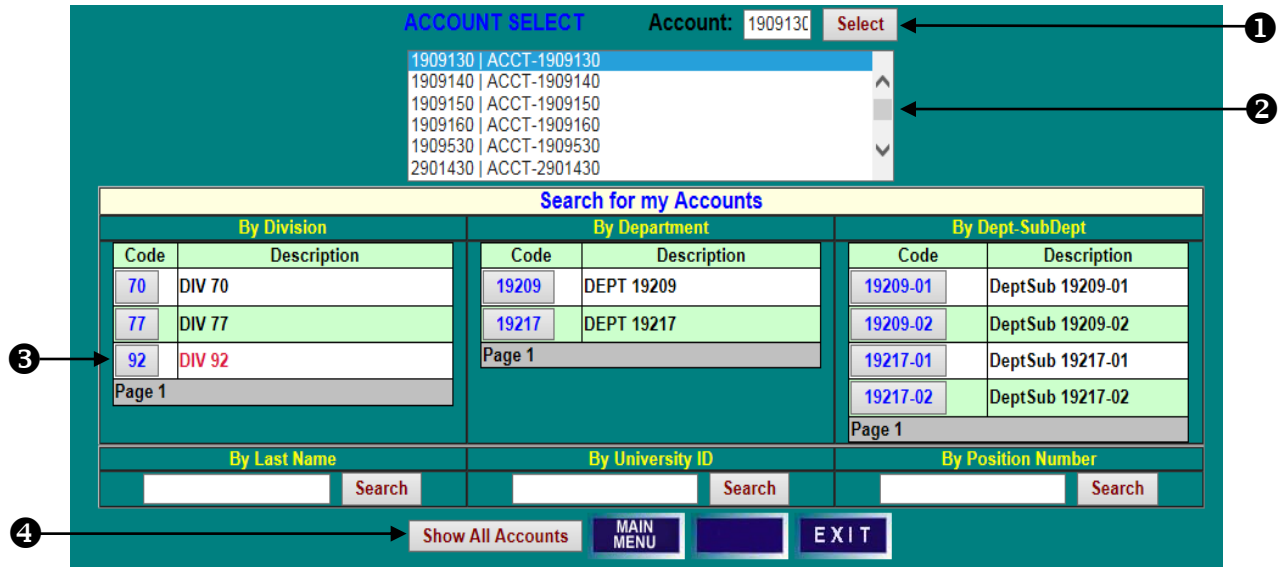 ACCOUNT SELECT Account: 1909130 Select ❶
1909130 | ACCT-1909130
1909140 | ACCT-1909140
1909150 | ACCT-1909150 ❷
1909160 | ACCT-1909160
1909530 | ACCT-1909530
2901430 | ACCT-2901430
Search for my Accounts
By Division By Department By Dept-SubDept
Code Description Code Description Code Description
70 DIV 70 19209 DEPT 19209 19209-01 DeptSub 19209-01
77 DIV 77 19217 DEPT 19217 19209-02 DeptSub 19209-02
❸ 92 DIV 92 Page 1 19217-01 DeptSub 19217-01
Page 1 19217-02 DeptSub 19217-02
Page 1
By Last Name By University ID By Position Number
Search Search Search
❹ Show All Accounts MAIN MENU EXIT